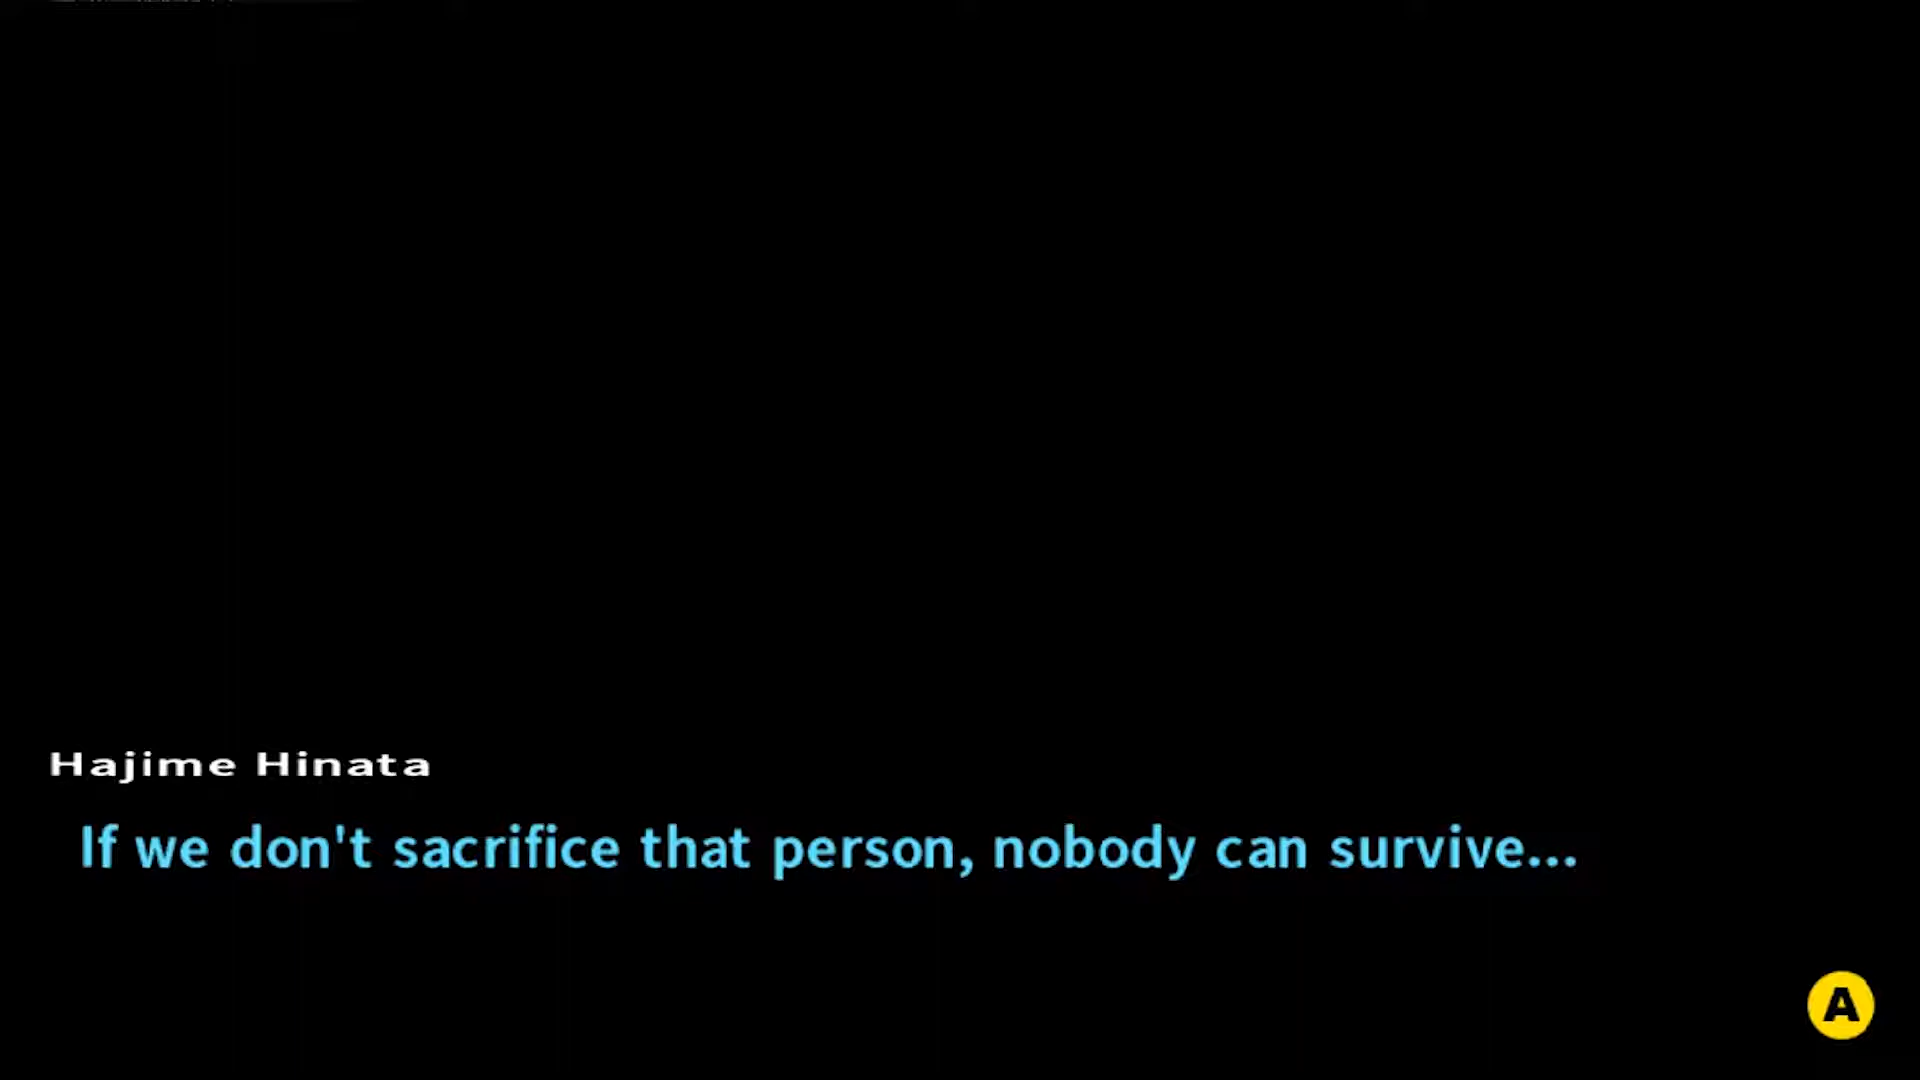 Hajime Hinata
If we don't sacrifice that person, nobody can survive...
A